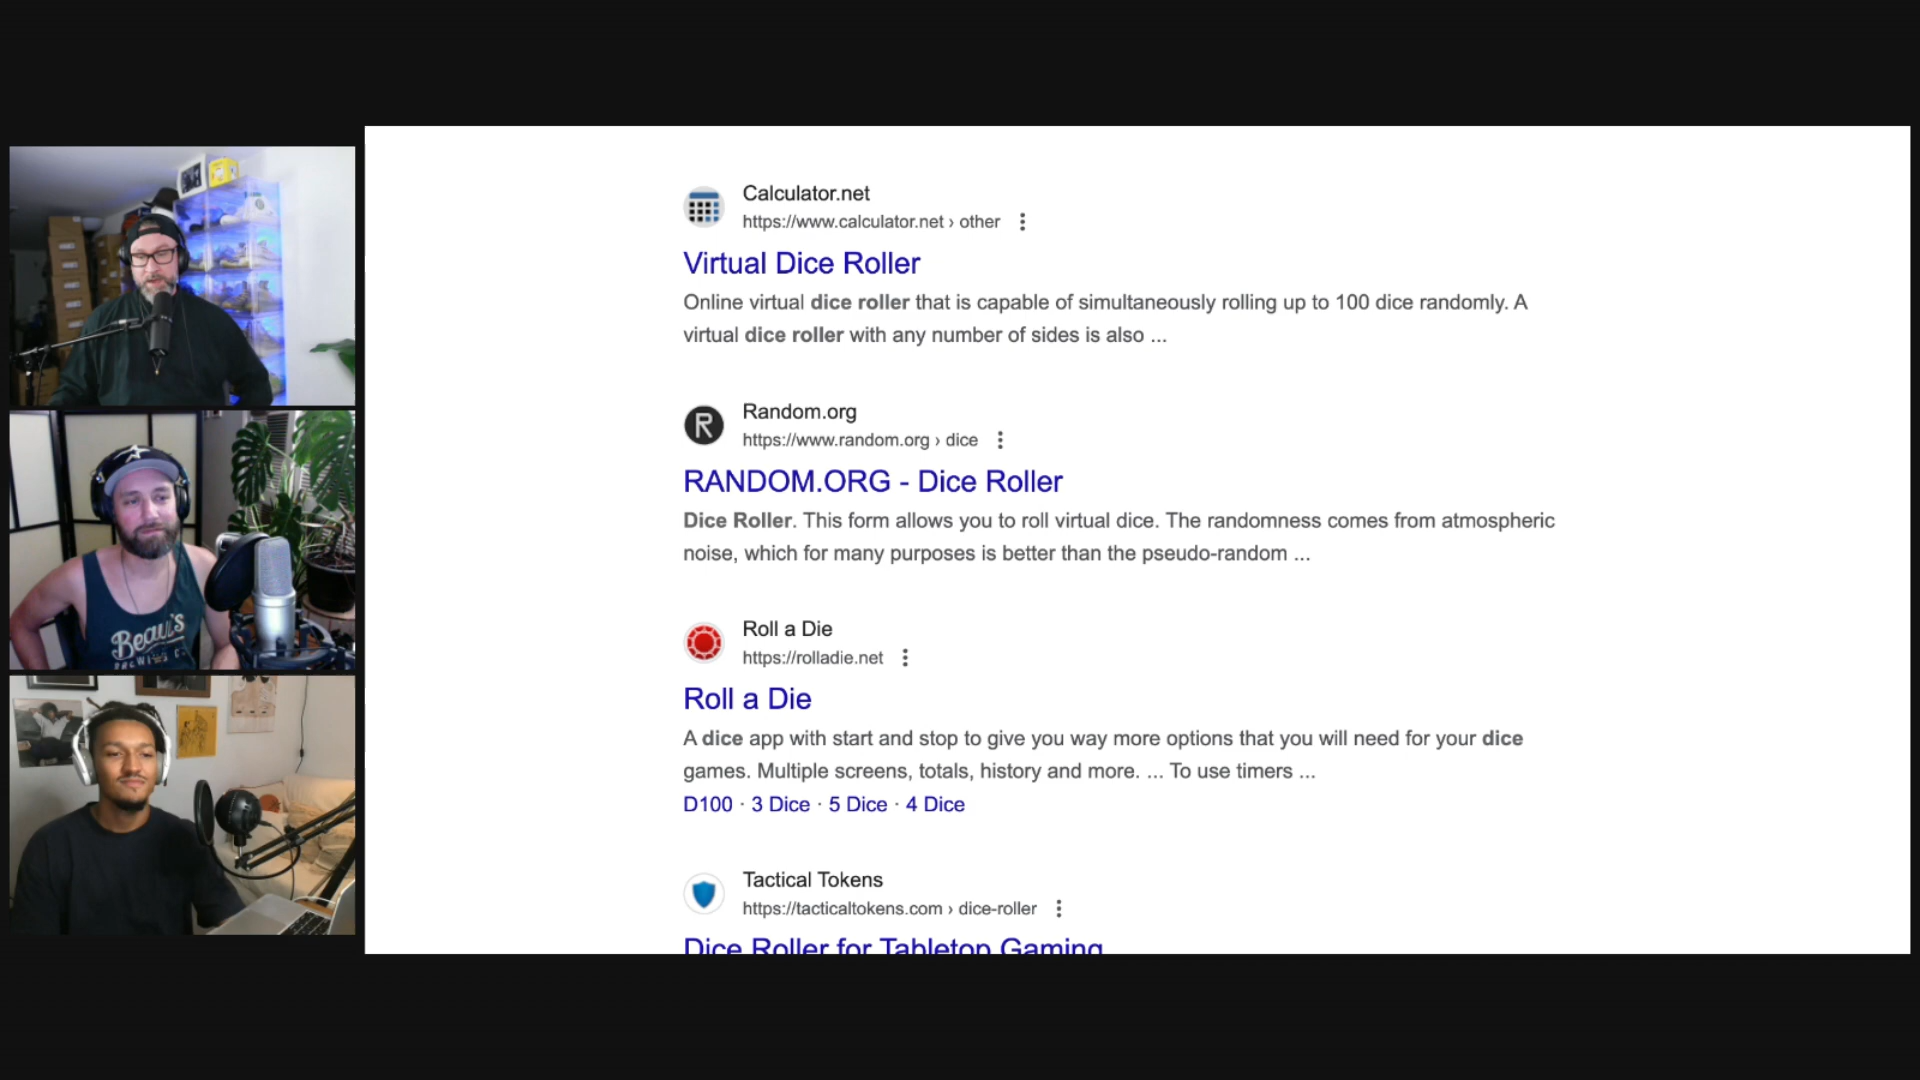 Calculator.net
https://www.calculator.net › other
Virtual Dice Roller
Online virtual dice roller that is capable of simultaneously rolling up to 100 dice randomly. A
virtual dice roller with any number of sides is also ...
R
Random.org
https://www.random.org › dice
RANDOM.ORG - Dice Roller
Dice Roller. This form allows you to roll virtual dice. The randomness comes from atmospheric
noise, which for many purposes is better than the pseudo-random ...
Roll a Die
https://rolladie.net
Roll a Die
A dice app with start and stop to give you way more options that you will need for your dice
games. Multiple screens, totals, history and more. ... To use timers ...
D100 · 3 Dice · 5 Dice · 4 Dice
Tactical Tokens
https://tacticaltokens.com › dice-roller
Dice Roller for Tabletop Gaming
Beau's
BREWING C